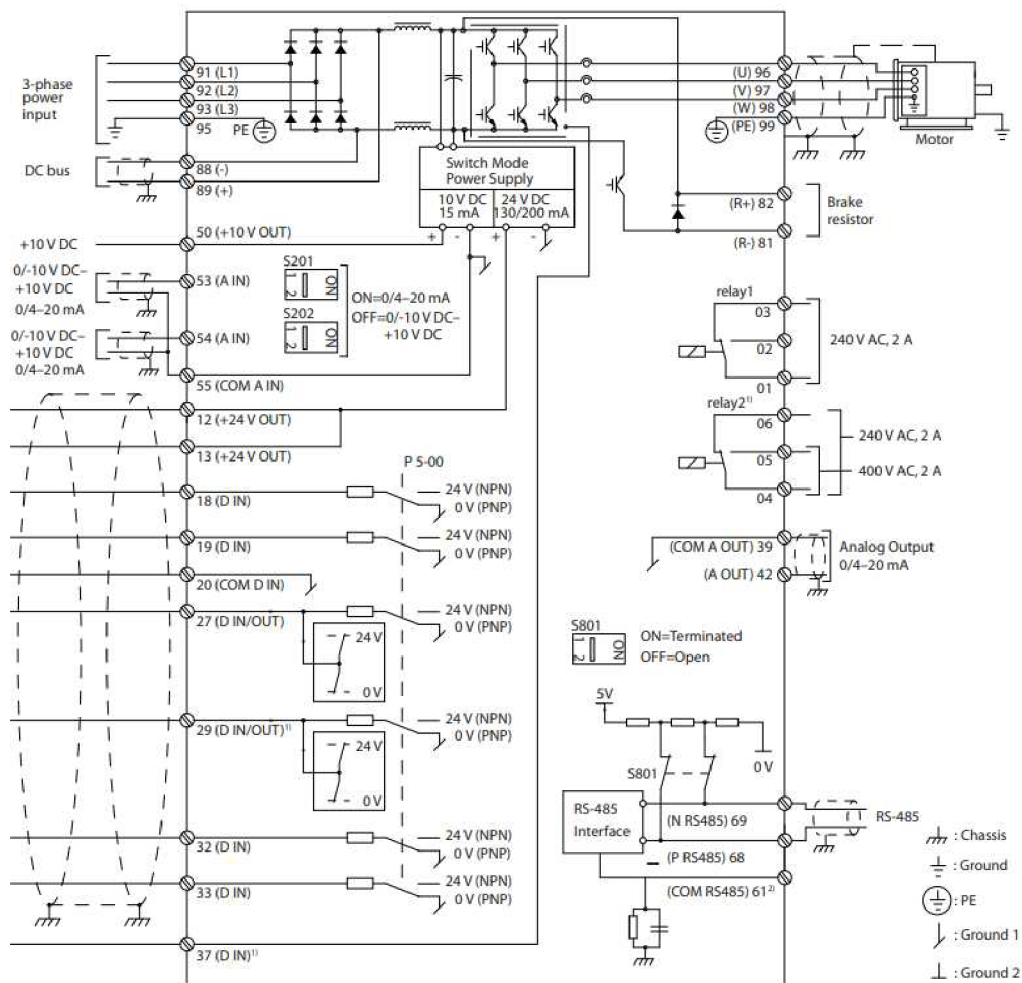 3-phase
power
input
91 (L1)
92 (L2)
93 (L3)
95
PE
DC bus
88 (-)
89 (+)
Switch Mode
Power Supply
10 V DC
15 mA
24 V DC
130/200 mA
+ - + -
+10 V DC
50 (+10 V OUT)
0/-10 V DC–
+10 V DC
0/4–20 mA
53 (A IN)
0/-10 V DC–
+10 V DC
0/4–20 mA
54 (A IN)
55 (COM A IN)
S201
1 2
ON
S202
1 2
ON
ON=0/4–20 mA
OFF=0/-10 V DC–
+10 V DC
12 (+24 V OUT)
13 (+24 V OUT)
P 5-00
18 (D IN)
24 V (NPN)
0 V (PNP)
19 (D IN)
24 V (NPN)
0 V (PNP)
20 (COM D IN)
27 (D IN/OUT)
24 V (NPN)
0 V (PNP)
24 V
0 V
29 (D IN/OUT)¹⁾
24 V (NPN)
0 V (PNP)
24 V
0 V
32 (D IN)
24 V (NPN)
0 V (PNP)
33 (D IN)
24 V (NPN)
0 V (PNP)
37 (D IN)¹⁾
(U) 96
(V) 97
(W) 98
(PE) 99
Motor
(R+) 82
(R-) 81
Brake
resistor
relay1
03
02
01
240 V AC, 2 A
relay2¹⁾
06
05
04
240 V AC, 2 A
400 V AC, 2 A
(COM A OUT) 39
(A OUT) 42
Analog Output
0/4–20 mA
S801
1 2
ON
ON=Terminated
OFF=Open
5V
0 V
S801
RS-485
Interface
(N RS485) 69
(P RS485) 68
(COM RS485) 61²⁾
RS-485
: Chassis
: Ground
: PE
: Ground 1
: Ground 2